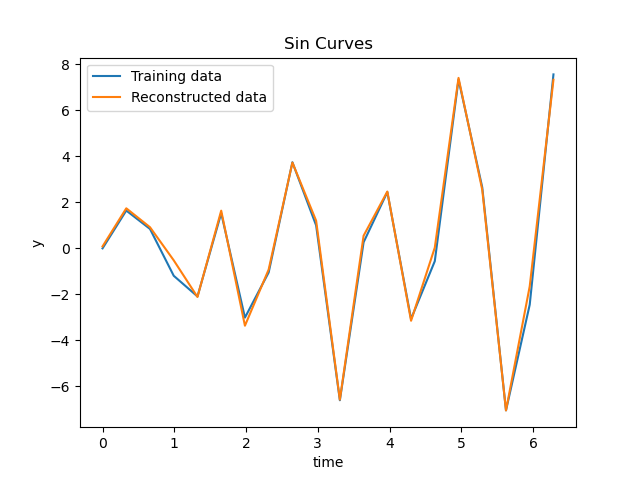 Sin Curves
Training data
Reconstructed data
8
6
4
2
0
−2
−4
−6
y
0 1 2 3 4 5 6
time